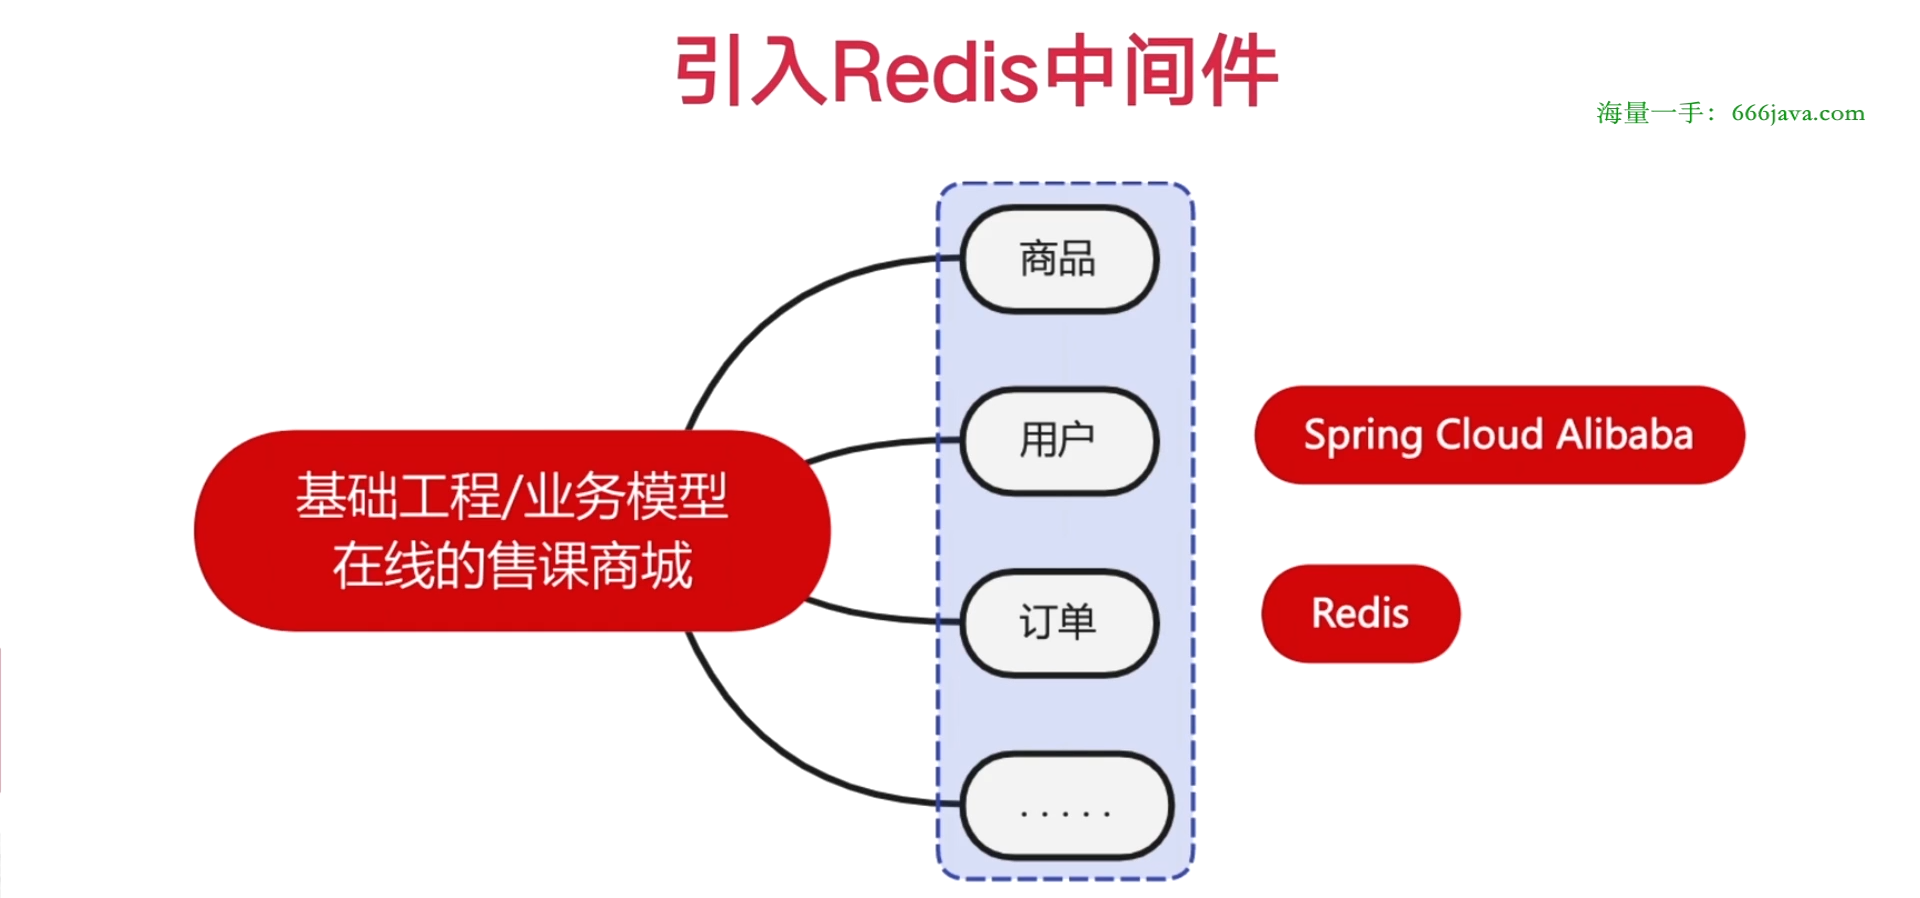 引入Redis中间件
海量一手：666java.com
商品
用户
Spring Cloud Alibaba
基础工程/业务模型
在线的售课商城
订单
Redis
.....